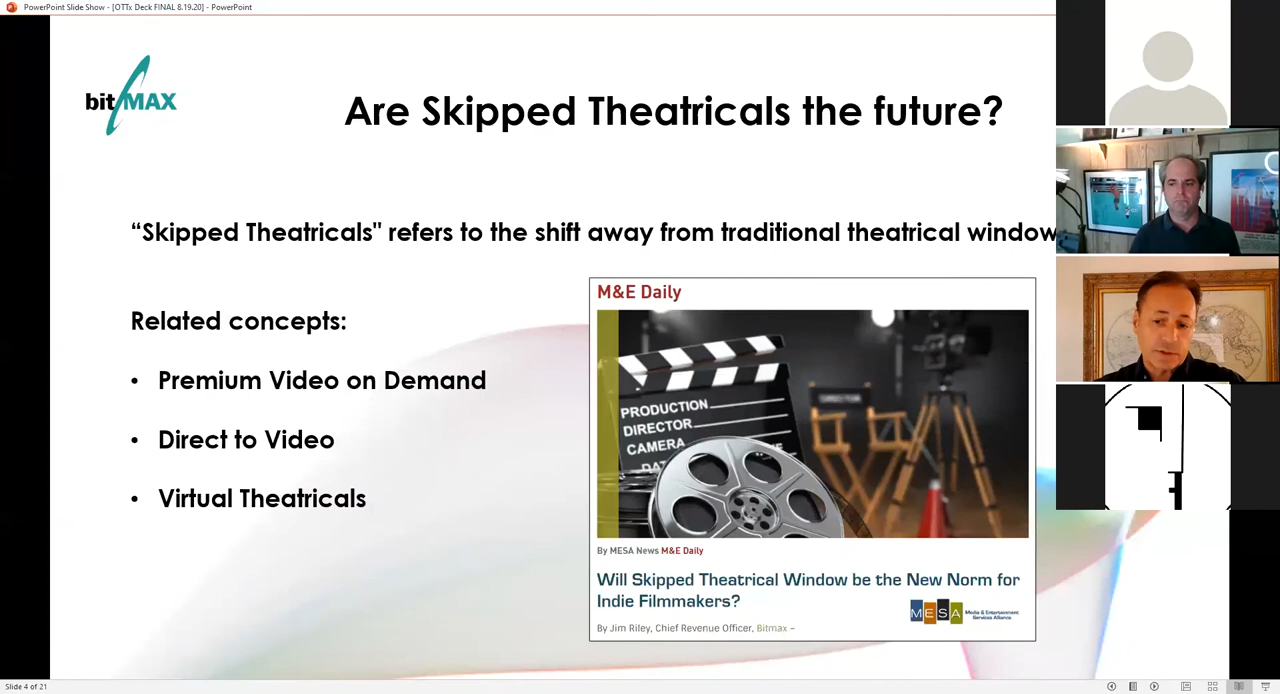 PowerPoint Slide Show - [OTTx Deck FINAL 8.19.20] - PowerPoint
bitMAX
Are Skipped Theatricals the future?
“Skipped Theatricals" refers to the shift away from traditional theatrical window
Related concepts:
• Premium Video on Demand
• Direct to Video
• Virtual Theatricals
M&E Daily
PRODUCTION
DIRECTOR
CAMERA
DIRECTOR
By MESA News M&E Daily
Will Skipped Theatrical Window be the New Norm for
Indie Filmmakers?
MESA Media & Entertainment
Services Alliance
By Jim Riley, Chief Revenue Officer, Bitmax –
Slide 4 of 21